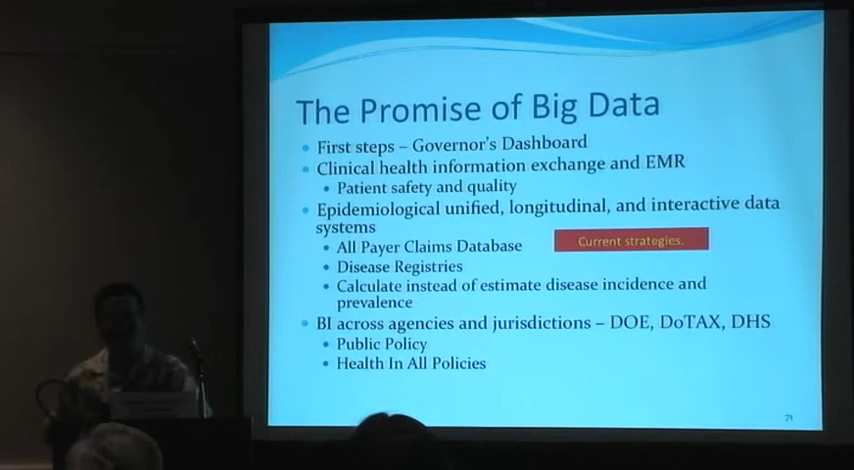 The Promise of Big Data
First steps – Governor's Dashboard
Clinical health information exchange and EMR
Patient safety and quality
Epidemiological unified, longitudinal, and interactive data
systems
All Payer Claims Database
Current strategies.
Disease Registries
Calculate instead of estimate disease incidence and
prevalence
BI across agencies and jurisdictions – DOE, DoTAX, DHS
Public Policy
Health In All Policies
71